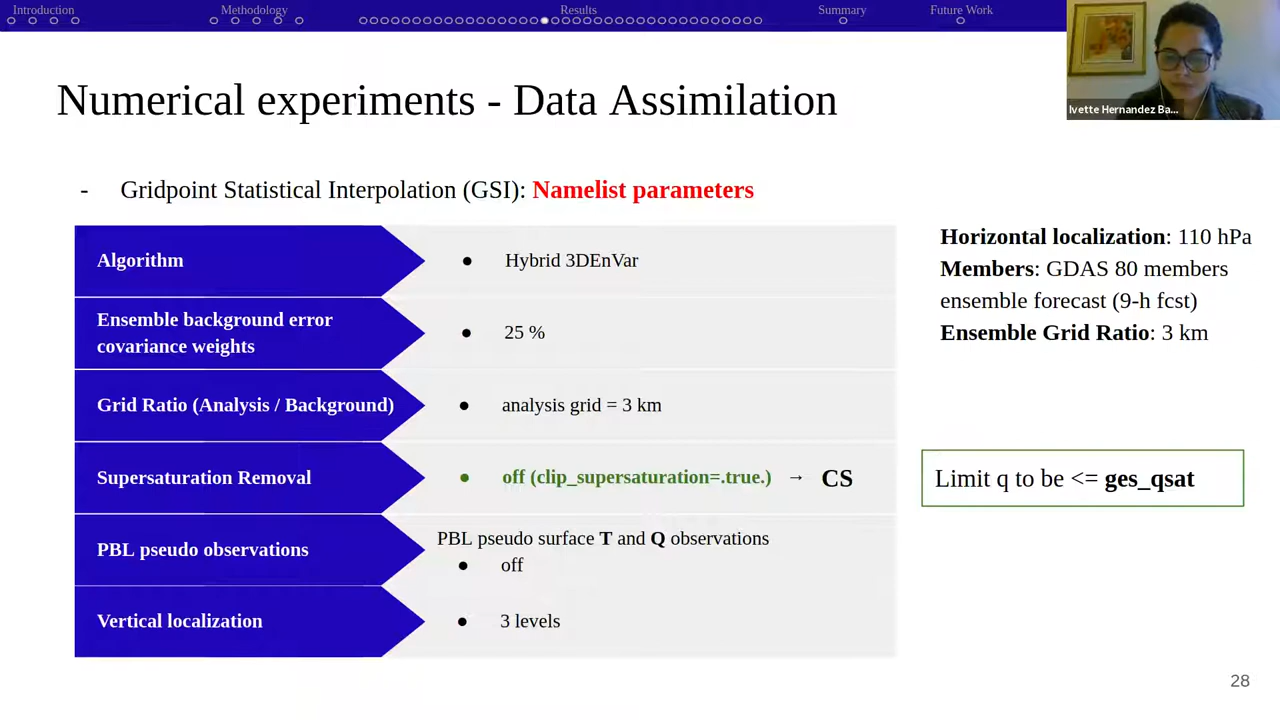 Introduction Methodology Results Summary Future Work
Ivette Hernandez Ba...
Numerical experiments - Data Assimilation
- Gridpoint Statistical Interpolation (GSI): Namelist parameters
Algorithm
● Hybrid 3DEnVar
Ensemble background error
covariance weights
● 25 %
Grid Ratio (Analysis / Background)
● analysis grid = 3 km
Supersaturation Removal
● off (clip_supersaturation=.true.) → CS
PBL pseudo observations
PBL pseudo surface T and Q observations
● off
Vertical localization
● 3 levels
Horizontal localization: 110 hPa
Members: GDAS 80 members
ensemble forecast (9-h fcst)
Ensemble Grid Ratio: 3 km
Limit q to be <= ges_qsat
28